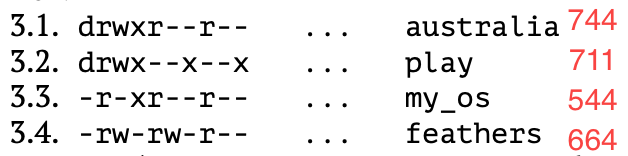 3.1. drwxr--r-- ... australia 744
3.2. drwx--x--x ... play 711
3.3. -r-xr--r-- ... my_os 544
3.4. -rw-rw-r-- ... feathers 664